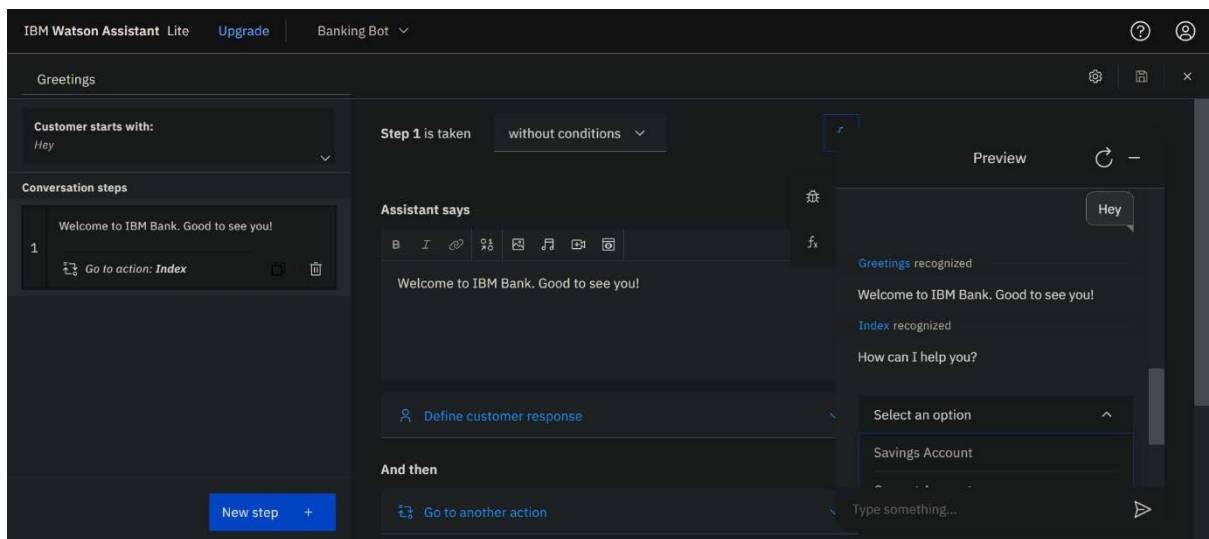 IBM Watson Assistant Lite Upgrade Banking Bot
Greetings
Customer starts with:
Hey
Conversation steps
1
Welcome to IBM Bank. Good to see you!
Go to action: Index
New step +
Step 1 is taken without conditions
Assistant says
B I
Welcome to IBM Bank. Good to see you!
Define customer response
And then
Go to another action
fx
Preview
Hey
Greetings recognized
Welcome to IBM Bank. Good to see you!
Index recognized
How can I help you?
Select an option
Savings Account
Type something...